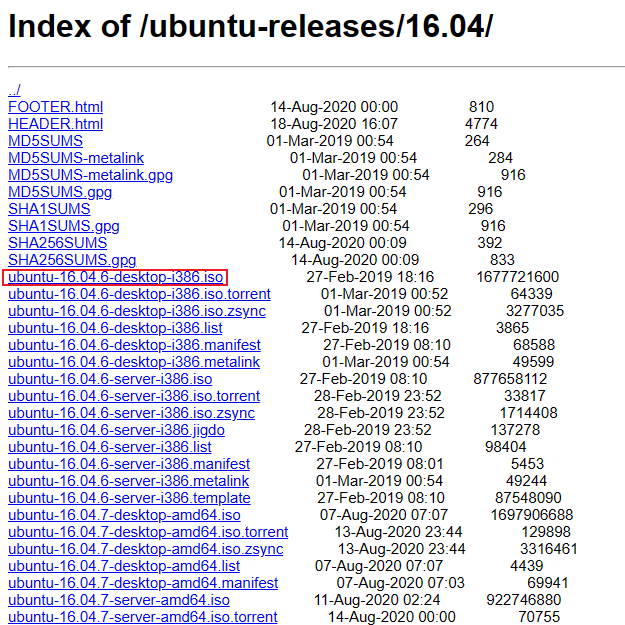 Index of /ubuntu-releases/16.04/
../
FOOTER.html 14-Aug-2020 00:00 810
HEADER.html 18-Aug-2020 16:07 4774
MD5SUMS 01-Mar-2019 00:54 264
MD5SUMS-metalink 01-Mar-2019 00:54 284
MD5SUMS-metalink.gpg 01-Mar-2019 00:54 916
MD5SUMS.gpg 01-Mar-2019 00:54 916
SHA1SUMS 01-Mar-2019 00:54 296
SHA1SUMS.gpg 01-Mar-2019 00:54 916
SHA256SUMS 14-Aug-2020 00:09 392
SHA256SUMS.gpg 14-Aug-2020 00:09 833
ubuntu-16.04.6-desktop-i386.iso 27-Feb-2019 18:16 1677721600
ubuntu-16.04.6-desktop-i386.iso.torrent 01-Mar-2019 00:52 64339
ubuntu-16.04.6-desktop-i386.iso.zsync 01-Mar-2019 00:52 3277035
ubuntu-16.04.6-desktop-i386.list 27-Feb-2019 18:16 3865
ubuntu-16.04.6-desktop-i386.manifest 27-Feb-2019 08:10 68588
ubuntu-16.04.6-desktop-i386.metalink 01-Mar-2019 00:54 49599
ubuntu-16.04.6-server-i386.iso 27-Feb-2019 08:10 877658112
ubuntu-16.04.6-server-i386.iso.torrent 28-Feb-2019 23:52 33817
ubuntu-16.04.6-server-i386.iso.zsync 28-Feb-2019 23:52 1714408
ubuntu-16.04.6-server-i386.jigdo 28-Feb-2019 23:52 137278
ubuntu-16.04.6-server-i386.list 27-Feb-2019 08:10 98404
ubuntu-16.04.6-server-i386.manifest 27-Feb-2019 08:01 5453
ubuntu-16.04.6-server-i386.metalink 01-Mar-2019 00:54 49244
ubuntu-16.04.6-server-i386.template 27-Feb-2019 08:10 87548090
ubuntu-16.04.7-desktop-amd64.iso 07-Aug-2020 07:07 1697906688
ubuntu-16.04.7-desktop-amd64.iso.torrent 13-Aug-2020 23:44 129898
ubuntu-16.04.7-desktop-amd64.iso.zsync 13-Aug-2020 23:44 3316461
ubuntu-16.04.7-desktop-amd64.list 07-Aug-2020 07:07 4439
ubuntu-16.04.7-desktop-amd64.manifest 07-Aug-2020 07:03 69941
ubuntu-16.04.7-server-amd64.iso 11-Aug-2020 02:24 922746880
ubuntu-16.04.7-server-amd64.iso.torrent 14-Aug-2020 00:00 70755